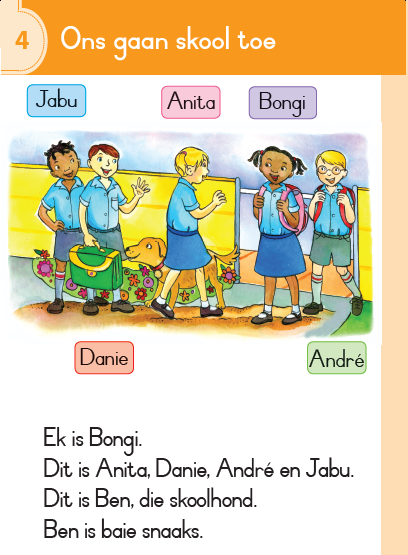 4 Ons gaan skool toe
Jabu Anita Bongi
Danie André
Ek is Bongi.
Dit is Anita, Danie, André en Jabu.
Dit is Ben, die skoolhond.
Ben is baie snaaks.